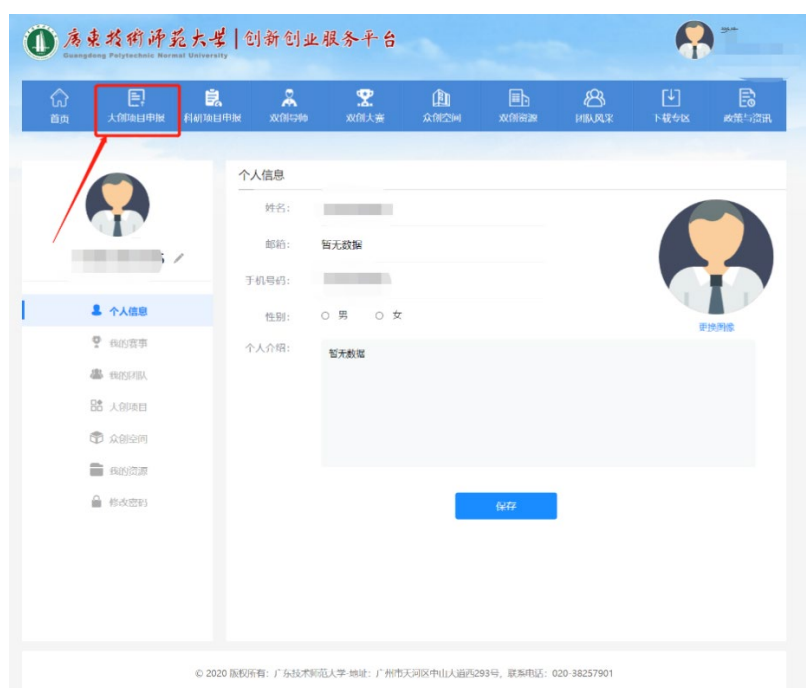 廣東技術師範大學 | 创新创业服务平台
Guangdong Polytechnic Normal University
首页 大创项目申报 科研项目申报 双创导师 双创大赛 众创空间 双创资源 团队风采 下载专区 政策与资讯
个人信息
姓名：
邮箱： 暂无数据
手机号码：
性别： 男 女
更换图像
个人介绍： 暂无数据
个人信息
我的赛事
我的团队
大创项目
众创空间
我的资源
修改密码
保存
© 2020 版权所有：广东技术师范大学-地址：广州市天河区中山大道西293号，联系电话：020-38257901